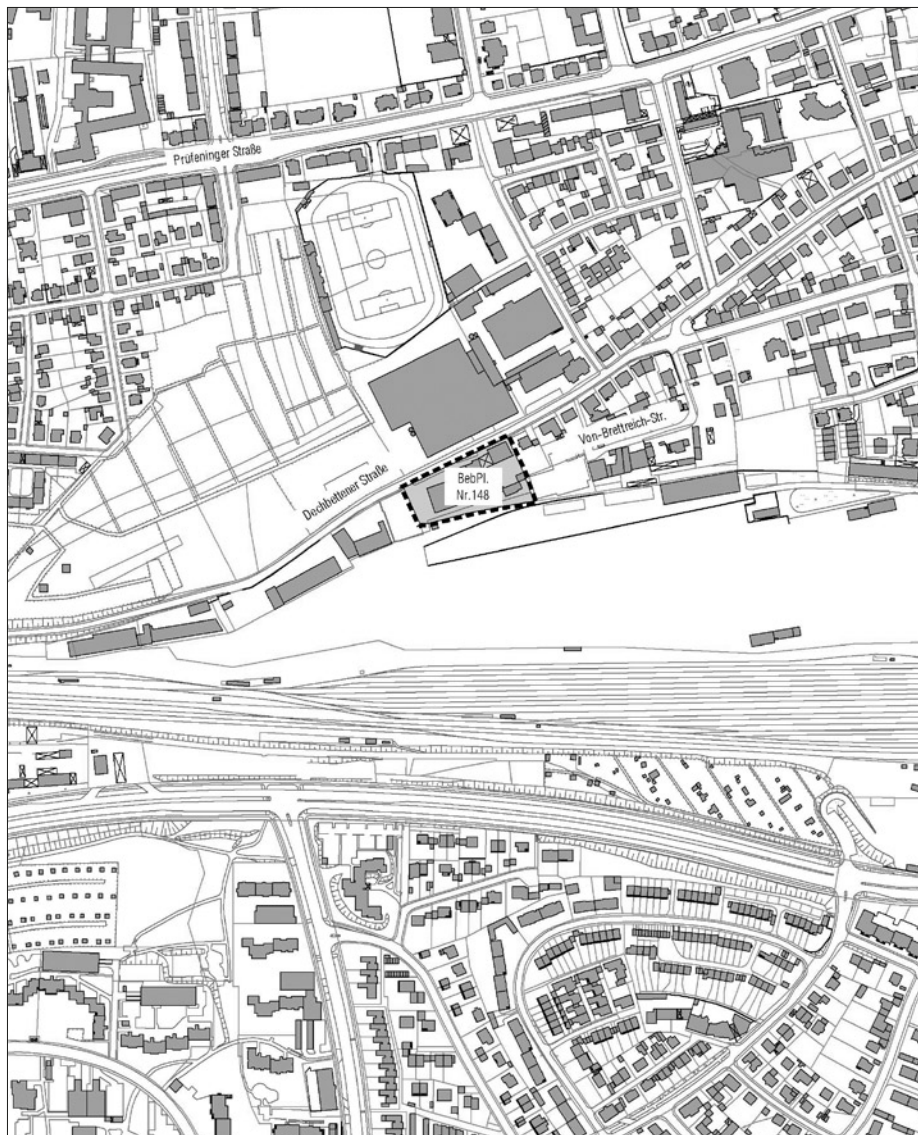 Prüfeninger Straße
Von-Brettreich-Str.
Dechbettener Straße
BebPl.
Nr.148